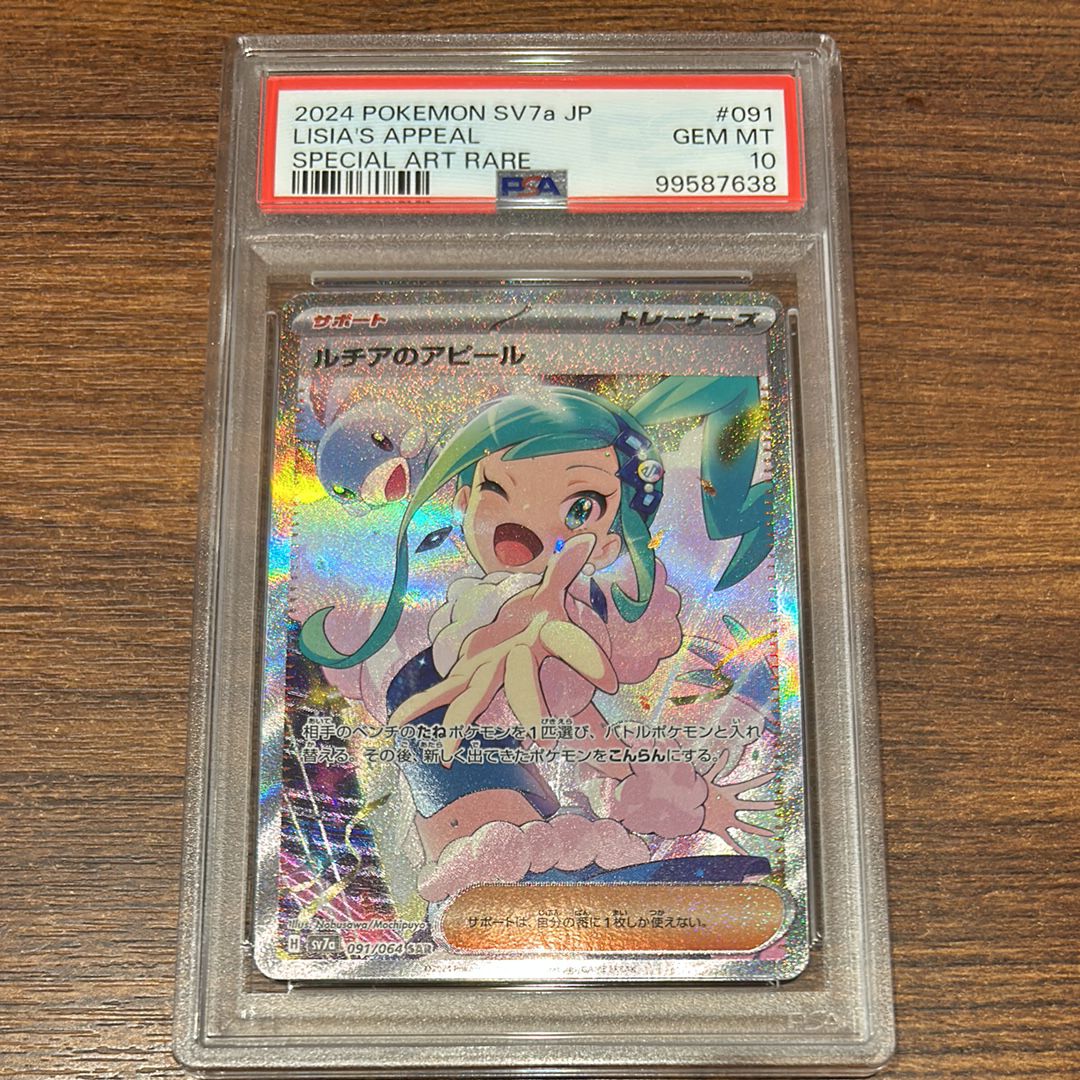 2024 POKEMON SV7a JP #091
LISIA'S APPEAL GEM MT
SPECIAL ART RARE 10
PSA 99587638
サポート トレーナーズ
ルチアのアピール
相手のベンチのたねポケモンを1匹選び、バトルポケモンと入れ
替える。その後、新しく出てきたポケモンをこんらんにする。
サポートは、自分の番に1枚しか使えない。
Illus. Nobusawa/Mochipuyo
H sv7a 091/064 SAR